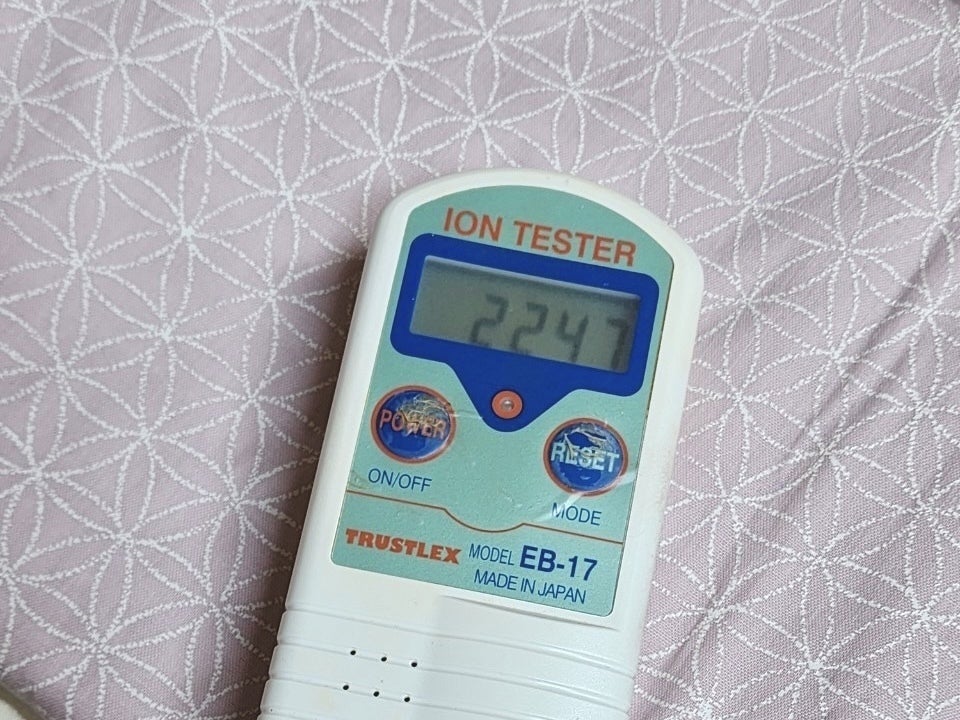 ION TESTER
2247
POWER
RESET
ON/OFF
MODE
TRUSTLEX MODEL EB-17
MADE IN JAPAN